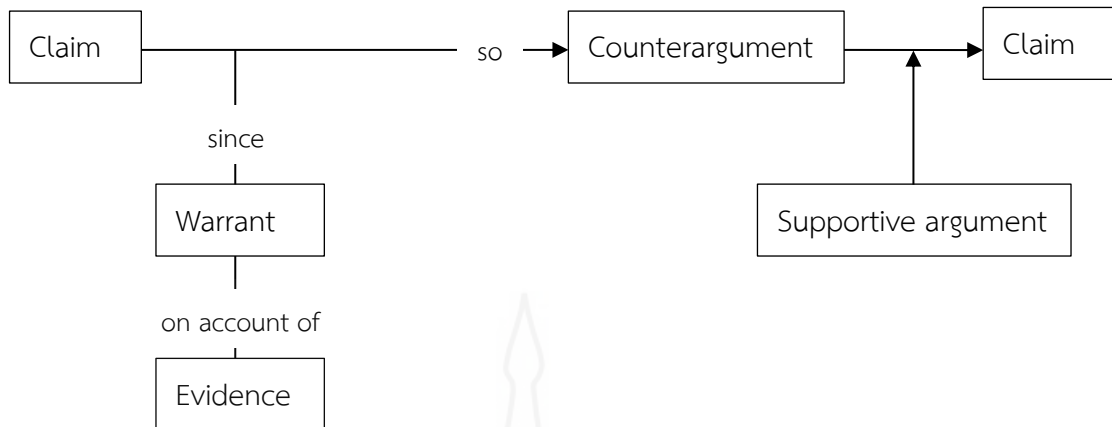 Claim
so
Counterargument
Claim
since
Warrant
Supportive argument
on account of
Evidence